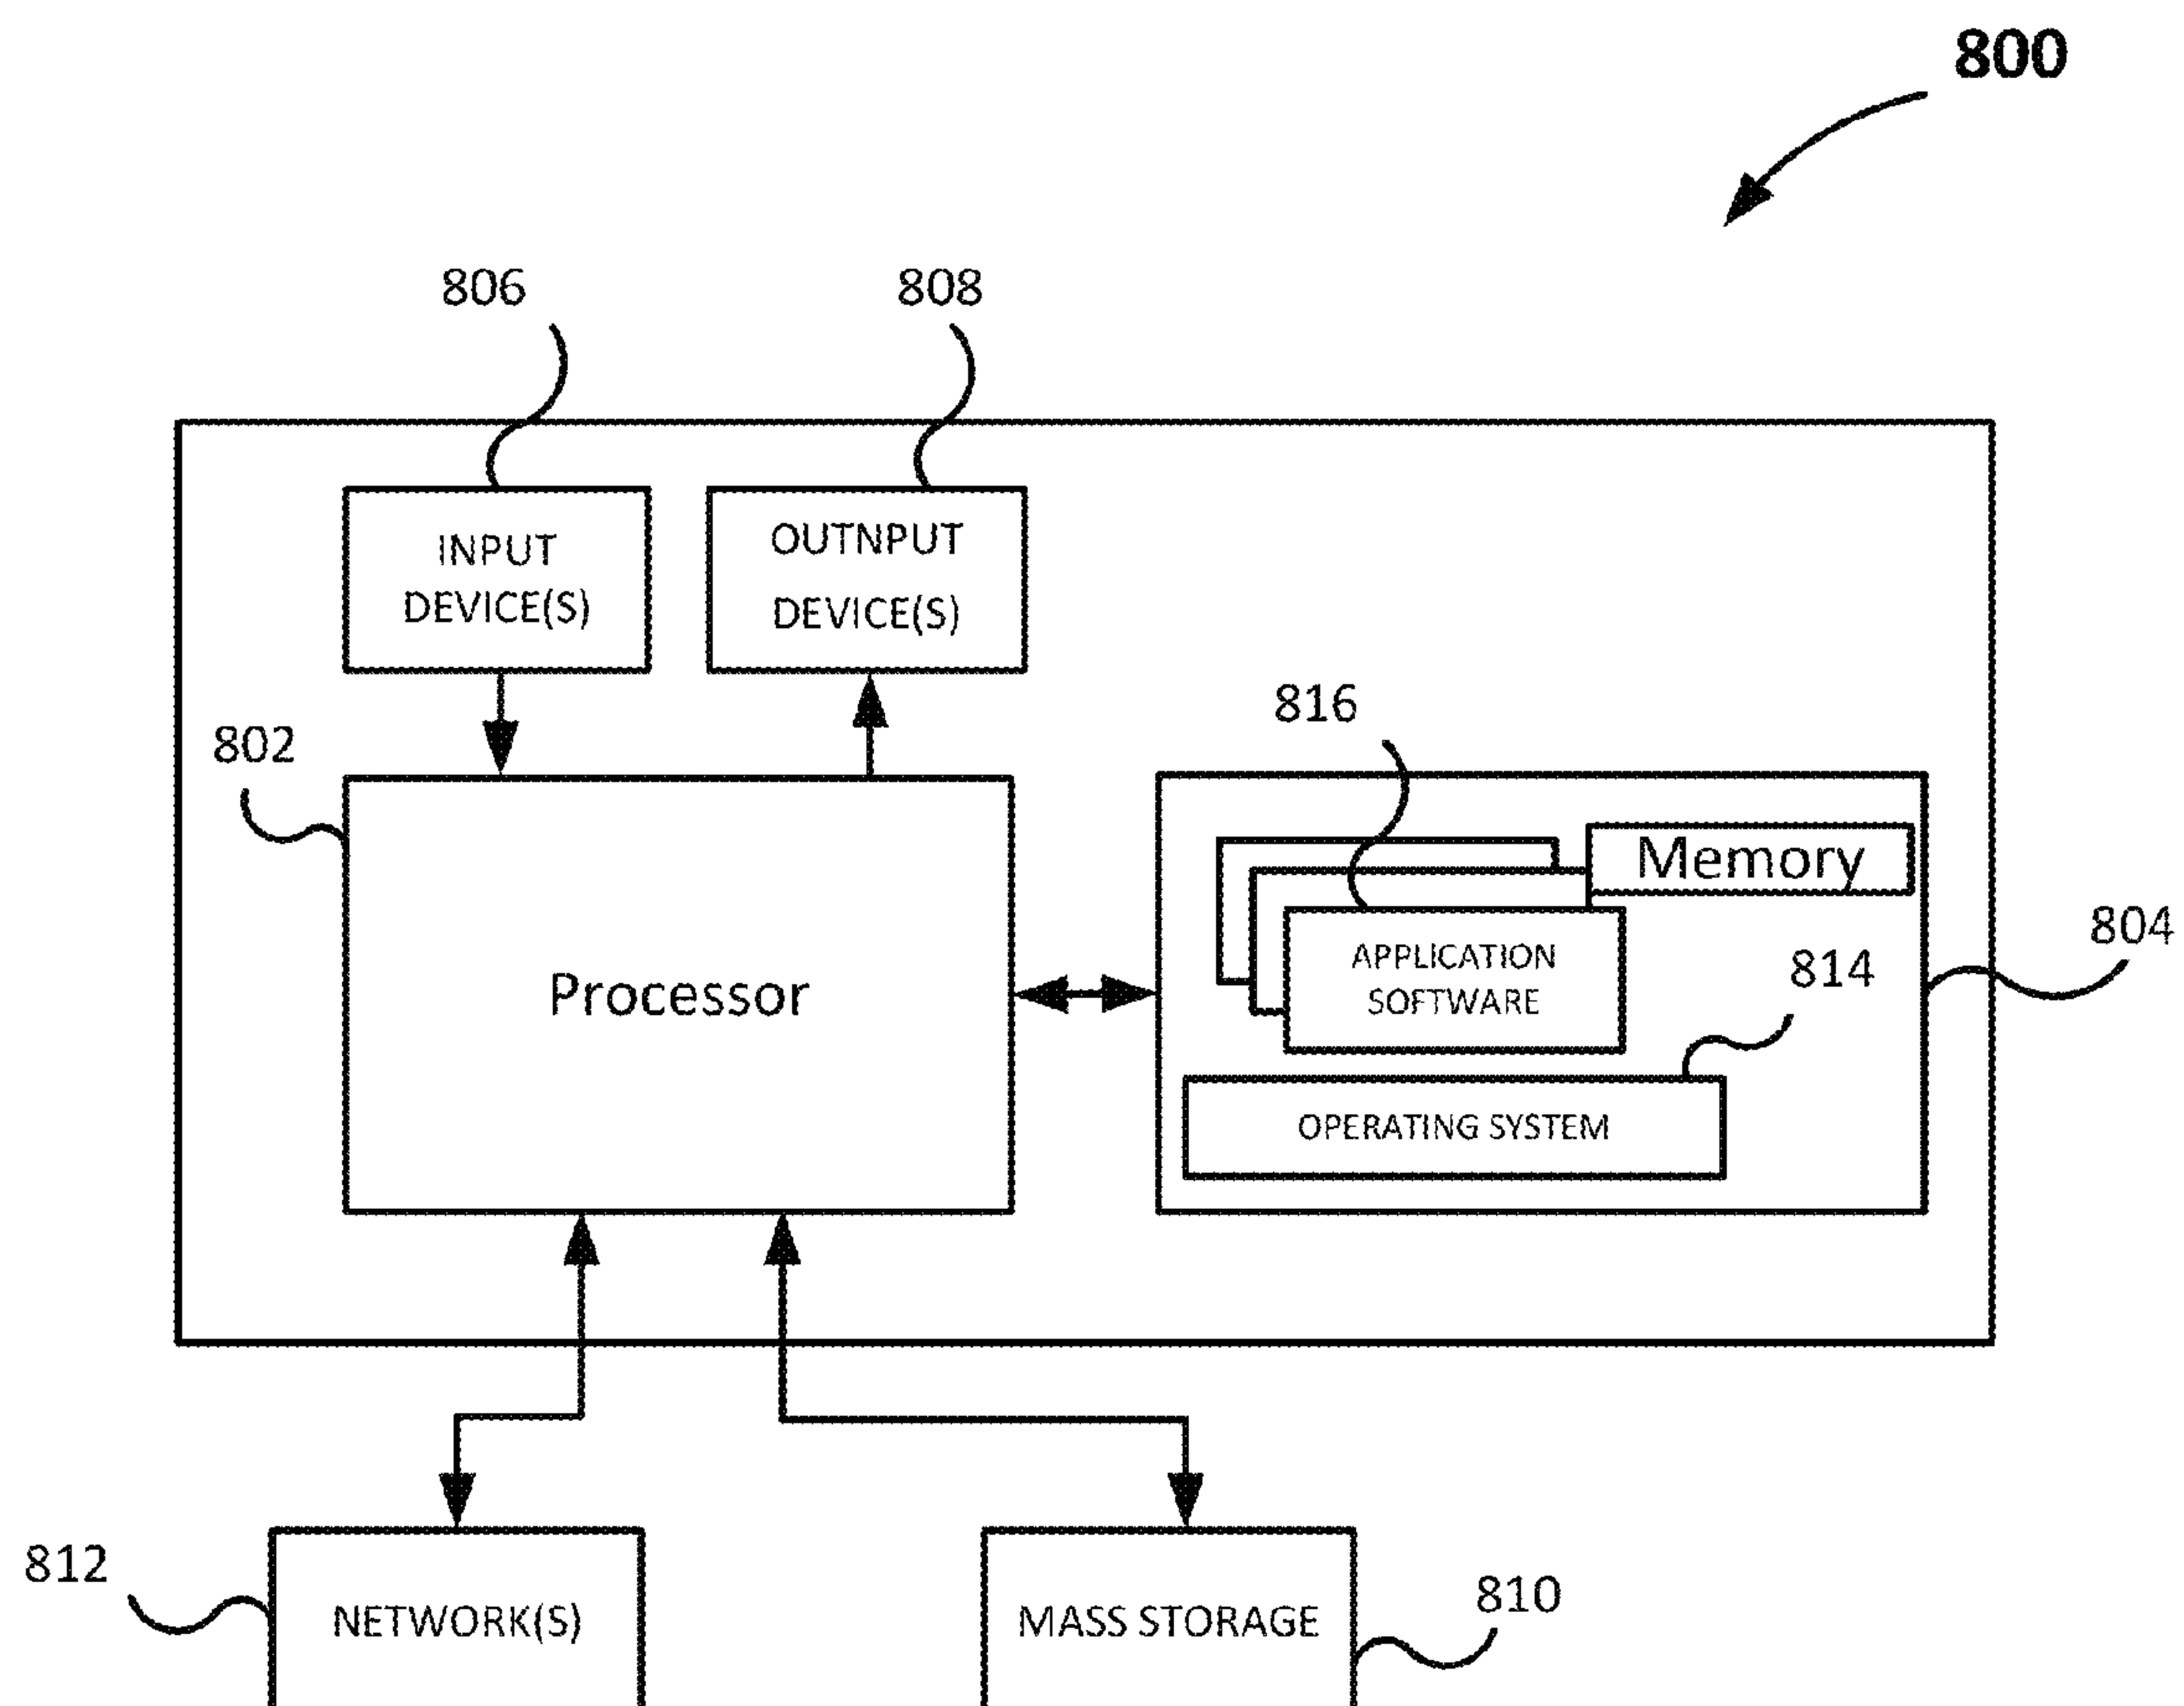 800
806
808
INPUT
DEVICE(S)
OUTNPUT
DEVICE(S)
802
816
Processor
Memory
804
APPLICATION
SOFTWARE
814
OPERATING SYSTEM
812
NETWORK(S)
MASS STORAGE
810